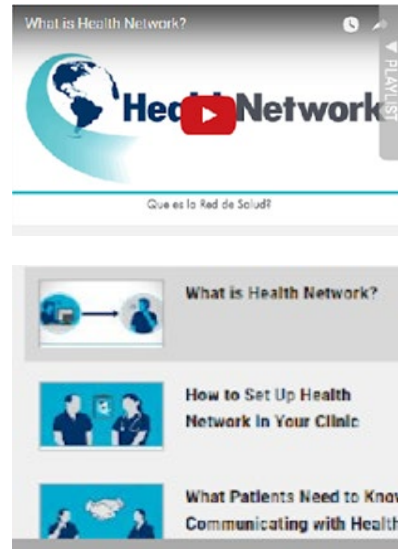 What is Health Network?
PLAYLIST
Health Network
Que es la Red de Salud?
What is Health Network?
How to Set Up Health
Network in Your Clinic
What Patients Need to Know
Communicating with Health